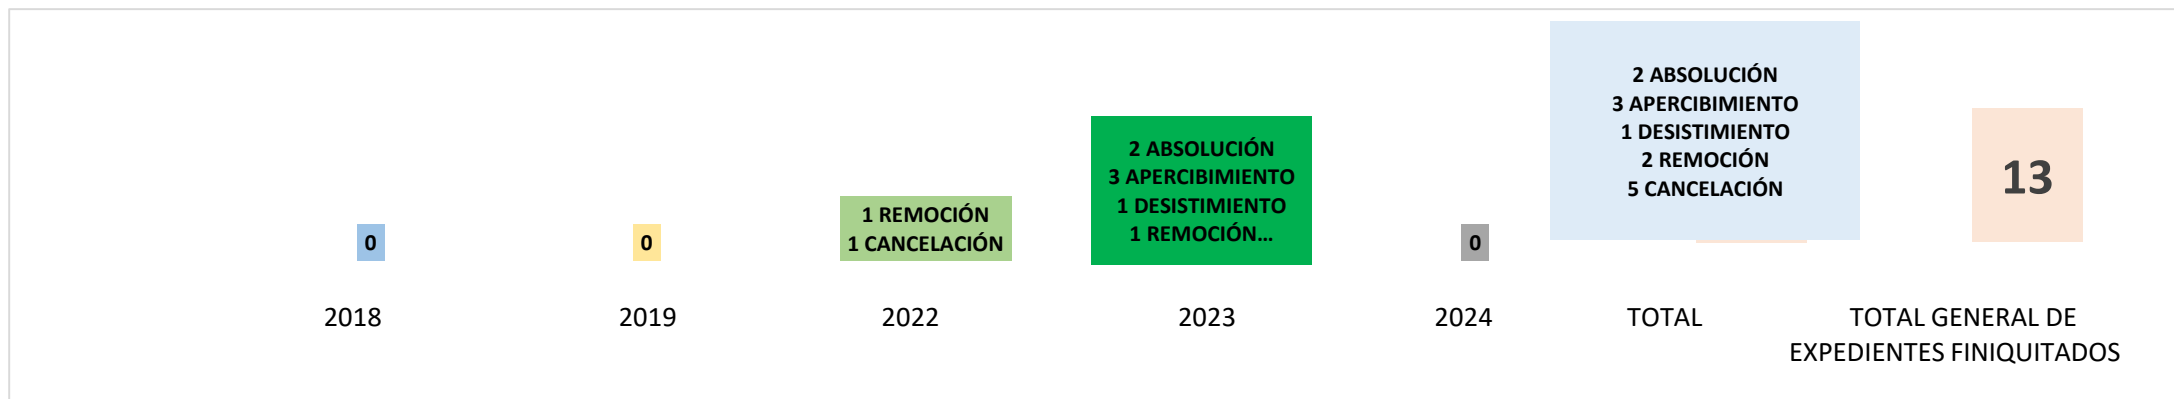 0
0
1 REMOCIÓN
1 CANCELACIÓN
2 ABSOLUCIÓN
3 APERCIBIMIENTO
1 DESISTIMIENTO
1 REMOCIÓN...
0
2 ABSOLUCIÓN
3 APERCIBIMIENTO
1 DESISTIMIENTO
2 REMOCIÓN
5 CANCELACIÓN
13
2018
2019
2022
2023
2024
TOTAL
TOTAL GENERAL DE
EXPEDIENTES FINIQUITADOS